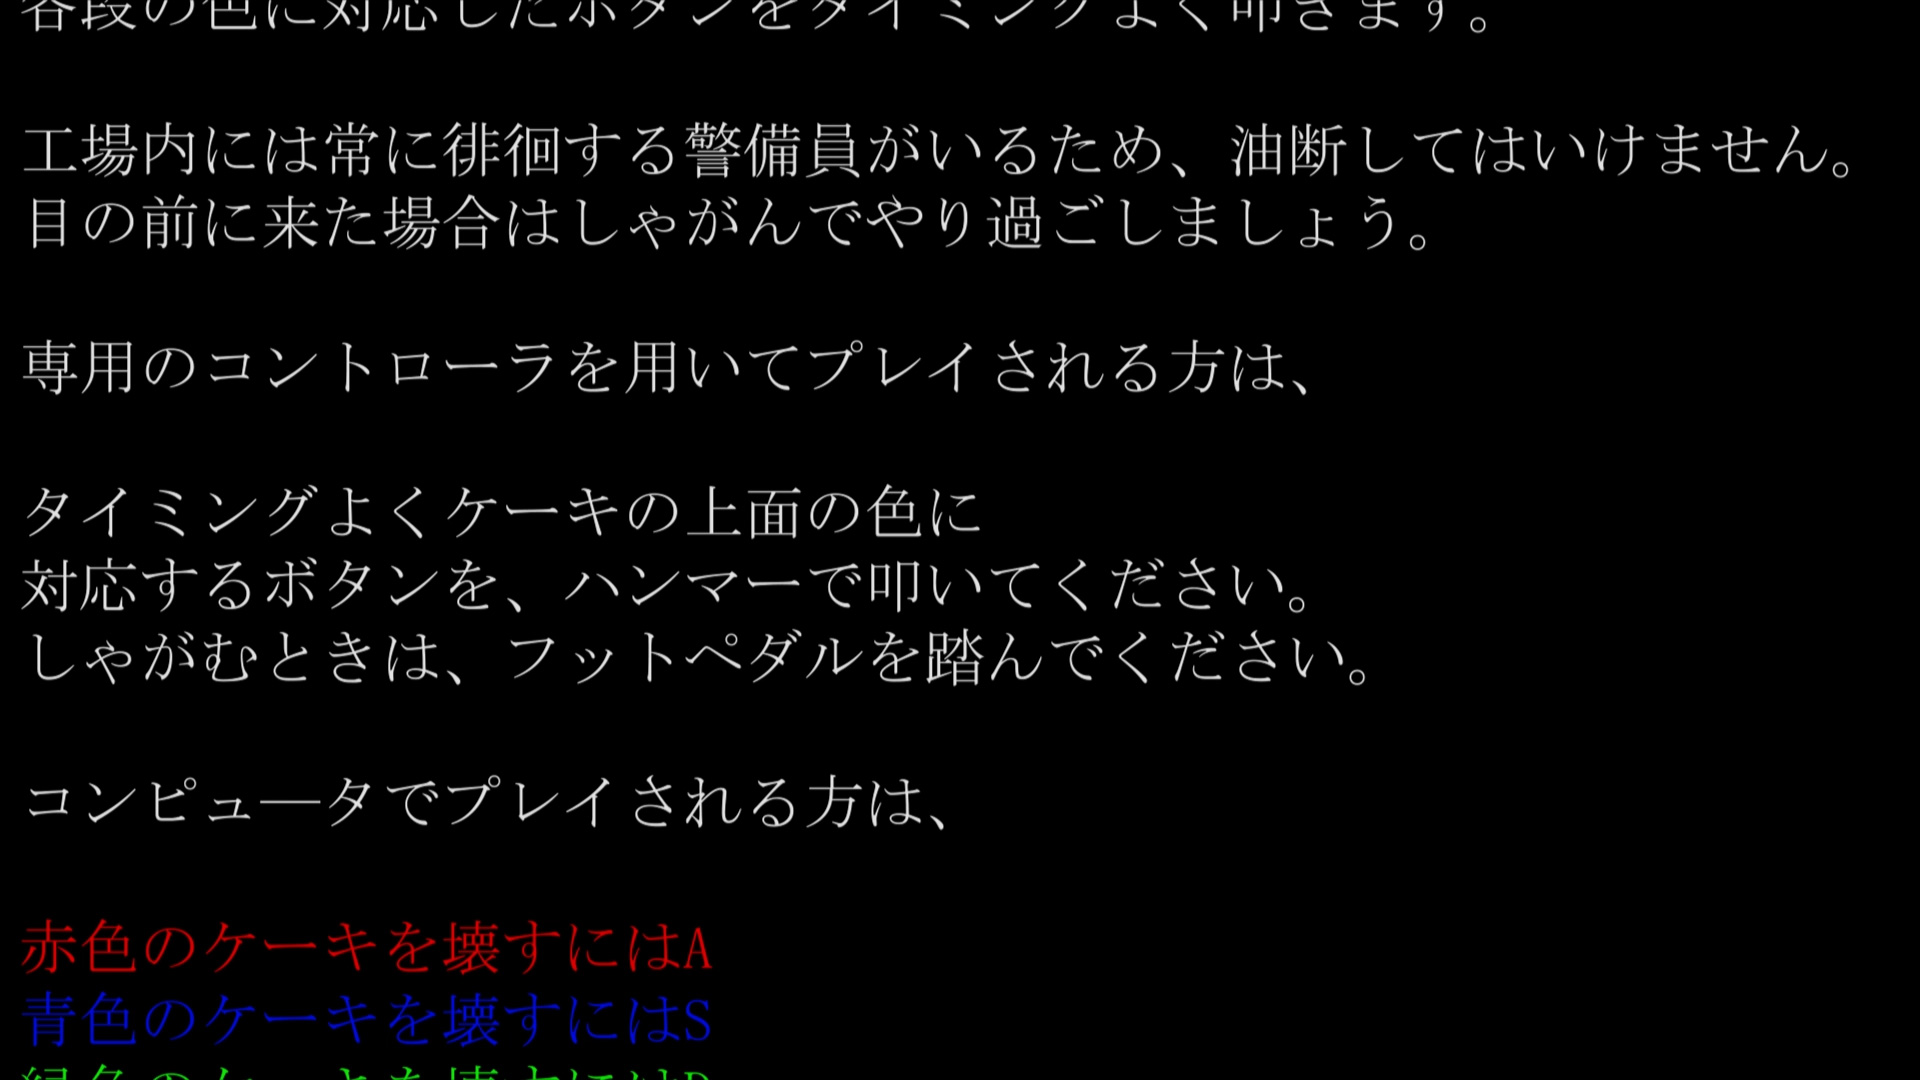 各段の色に対応したボタンをタイミングよく叩きます。
工場内には常に徘徊する警備員がいるため、油断してはいけません。
目の前に来た場合はしゃがんでやり過ごしましょう。
専用のコントローラを用いてプレイされる方は、
タイミングよくケーキの上面の色に
対応するボタンを、ハンマーで叩いてください。
しゃがむときは、フットペダルを踏んでください。
コンピュ―タでプレイされる方は、
赤色のケーキを壊すにはA
青色のケーキを壊すにはS
緑色のケーキを壊すには